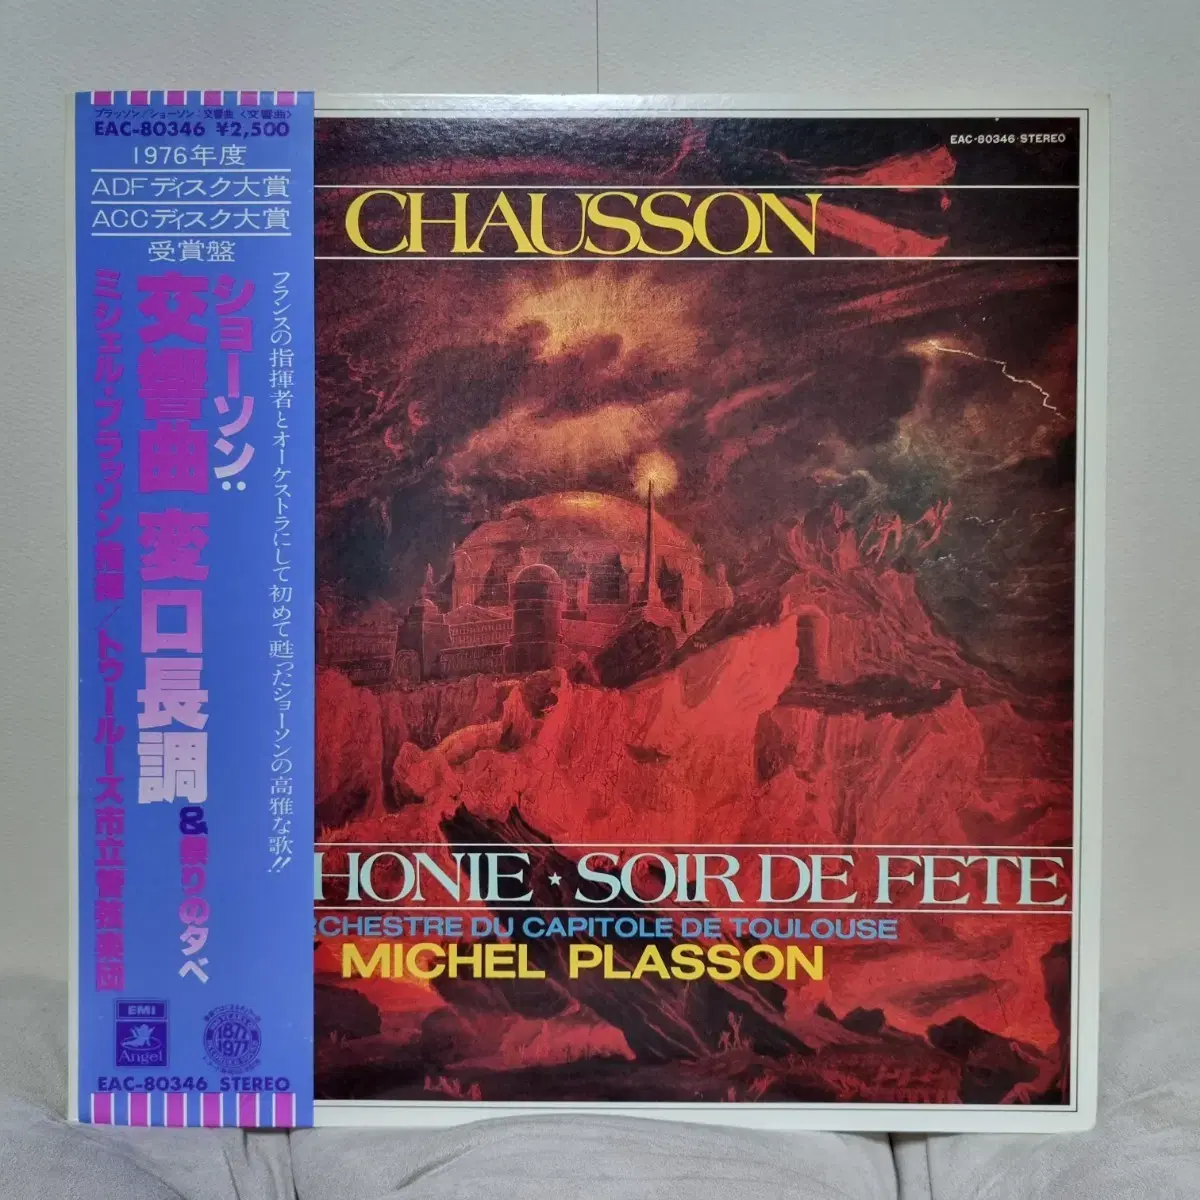 プラッソン/ショーソン:交響曲〈交響曲〉
EAC-80346 ¥2,500
1976年度
ADFディスク大賞
ACCディスク大賞
受賞盤
フランスの指揮者とオーケストラにして初めて甦ったショーソンの高雅な歌!!
ショーソン:
交響曲 変ロ長調
&祭りの夕べ
ミシェル・プラッソン指揮/トゥールーズ市立管弦楽団
EMI
Angel
1877
1977
EAC-80346 STEREO
EAC-80346·STEREO
CHAUSSON
HONIE ★ SOIR DE FETE
RCHESTRE DU CAPITOLE DE TOULOUSE
MICHEL PLASSON